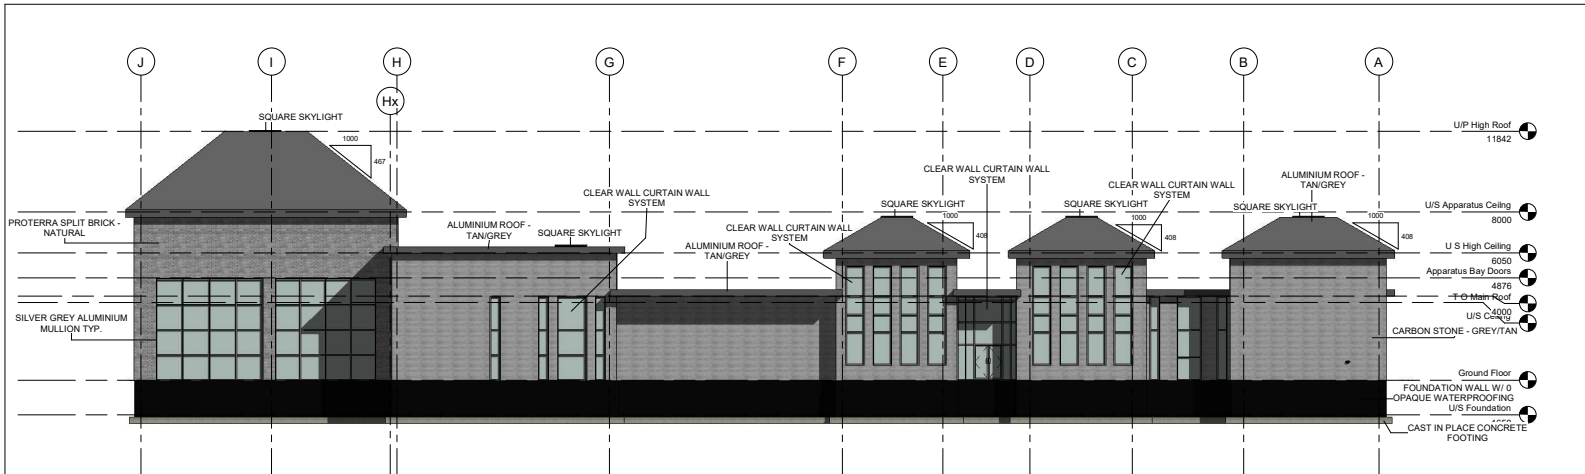 J
I
H
G
F
E
D
C
B
A
Hx
SQUARE SKYLIGHT
1000
467
U/P High Roof
11842
CLEAR WALL CURTAIN WALL
SYSTEM
CLEAR WALL CURTAIN WALL
SYSTEM
CLEAR WALL CURTAIN WALL
SYSTEM
ALUMINIUM ROOF -
TAN/GREY
SQUARE SKYLIGHT
1000
408
SQUARE SKYLIGHT
1000
408
SQUARE SKYLIGHT
1000
408
U/S Apparatus Ceilng
8000
PROTERRA SPLIT BRICK -
NATURAL
ALUMINIUM ROOF -
TAN/GREY
SQUARE SKYLIGHT
CLEAR WALL CURTAIN WALL
SYSTEM
ALUMINIUM ROOF -
TAN/GREY
U S High Ceiling
6050
Apparatus Bay Doors
4876
T O Main Roof
4000
U/S Ceiling
SILVER GREY ALUMINIUM
MULLION TYP.
CARBON STONE - GREY/TAN
Ground Floor
0
FOUNDATION WALL W/
OPAQUE WATERPROOFING
U/S Foundation
CAST IN PLACE CONCRETE
FOOTING